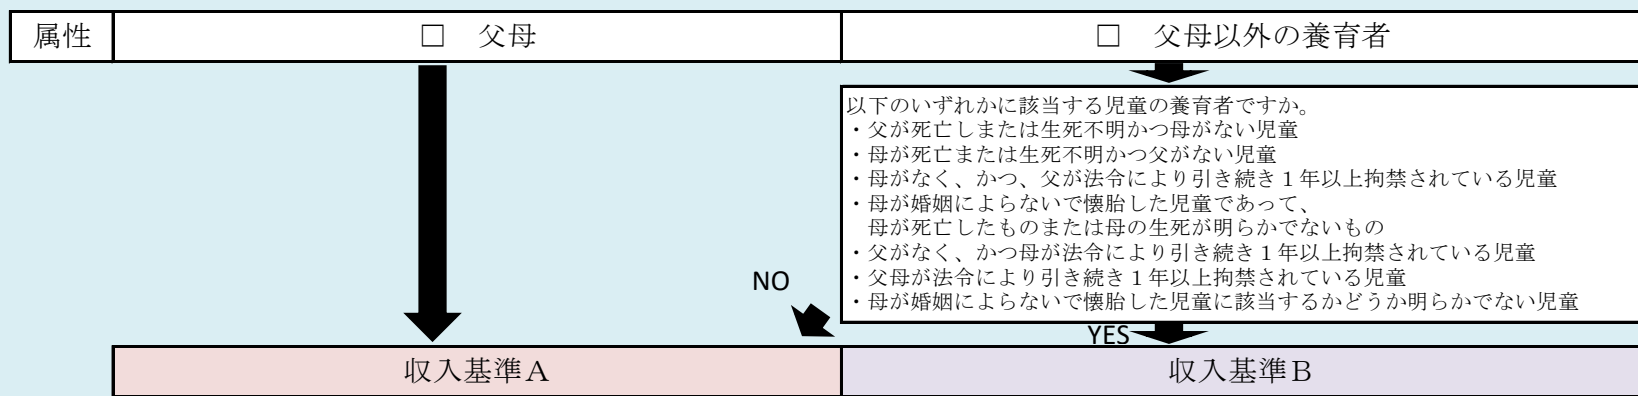 属性
□　父母
□　父母以外の養育者
以下のいずれかに該当する児童の養育者ですか。
・父が死亡しまたは生死不明かつ母がない児童
・母が死亡または生死不明かつ父がない児童
・母がなく、かつ、父が法令により引き続き１年以上拘禁されている児童
・母が婚姻によらないで懐胎した児童であって、
母が死亡したものまたは母の生死が明らかでないもの
・父がなく、かつ母が法令により引き続き１年以上拘禁されている児童
・父母が法令により引き続き１年以上拘禁されている児童
・母が婚姻によらないで懐胎した児童に該当するかどうか明らかでない児童
NO
YES
収入基準Ａ
収入基準Ｂ